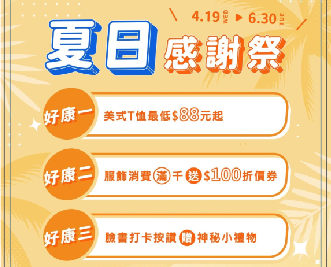 4.19 WED ▶ 6.30 SUN
夏日感謝祭
好康一 美式T恤最低$88元起
好康二 服飾消費滿千送$100折價券
好康三 臉書打卡按讚贈神秘小禮物